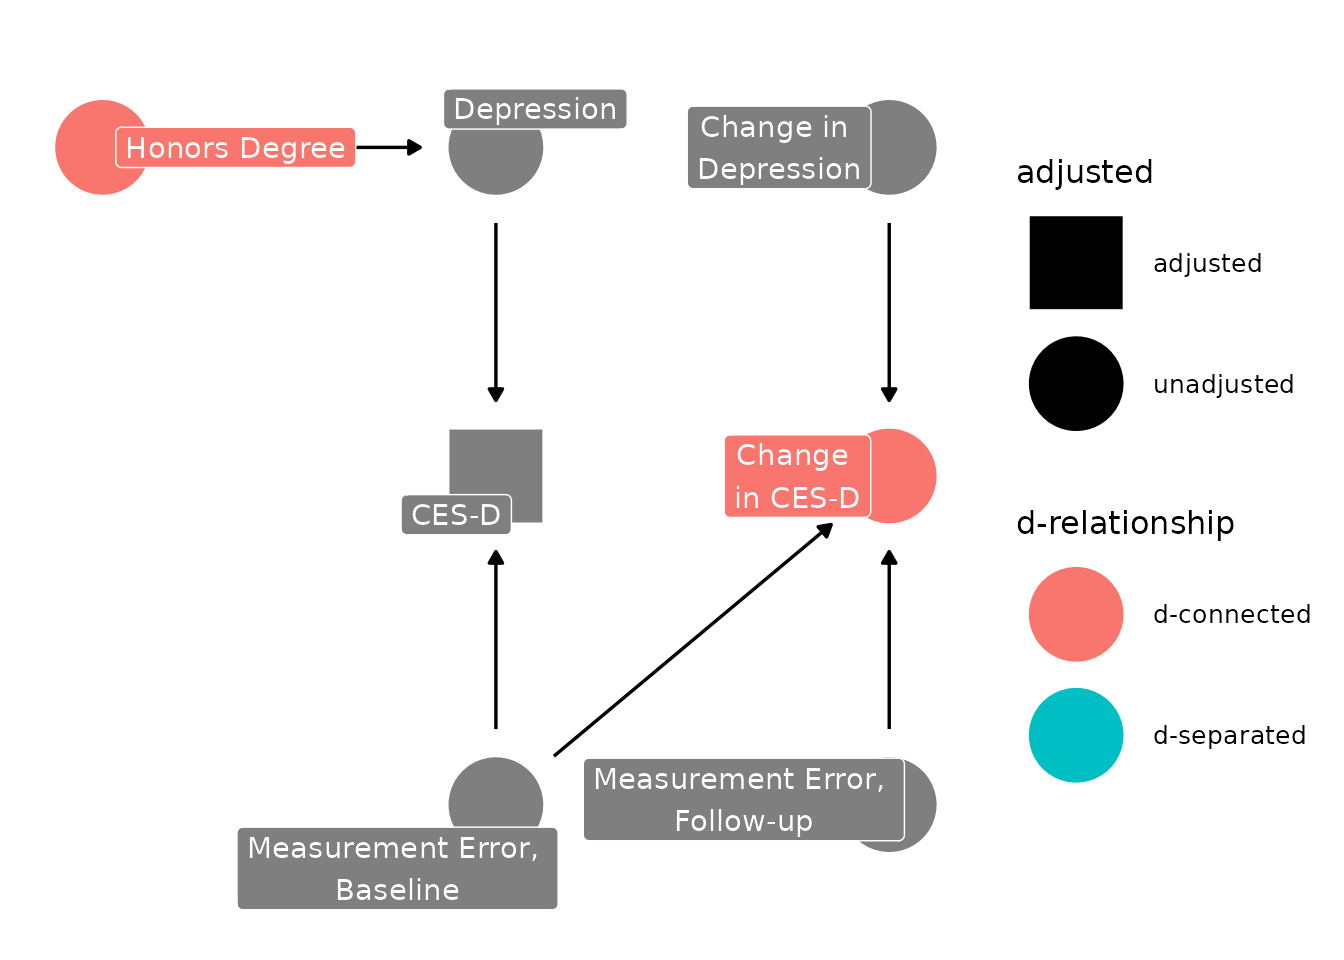 Honors Degree
Depression
Change in
Depression
CES-D
Change
in CES-D
Measurement Error,
Baseline
Measurement Error,
Follow-up
adjusted
adjusted
unadjusted
d-relationship
d-connected
d-separated